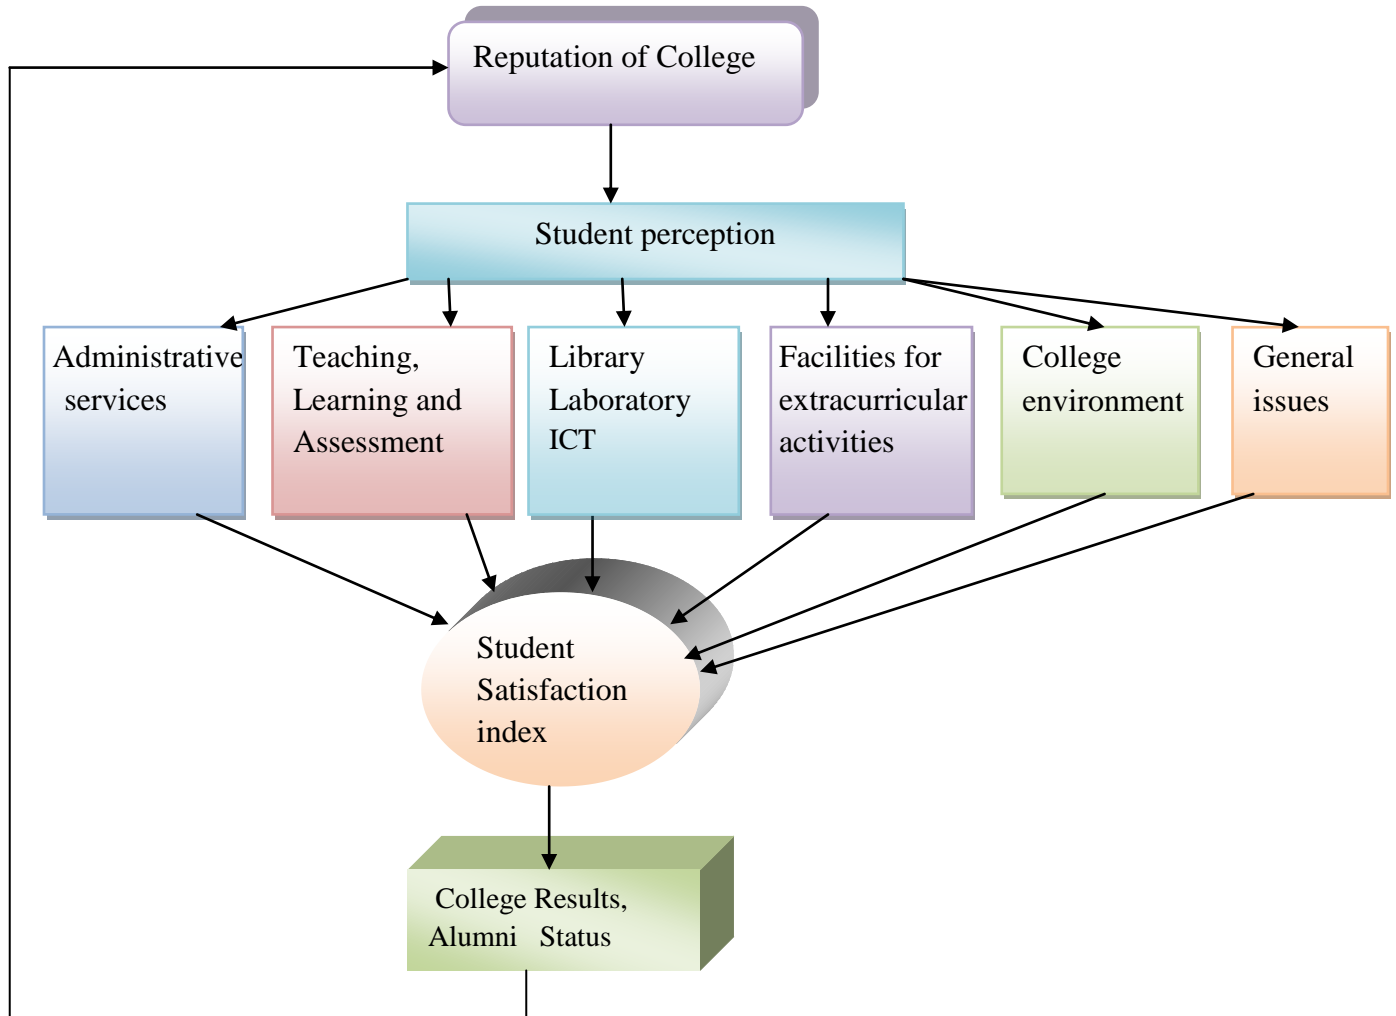 Reputation of College
Student perception
Administrative
services
Teaching,
Learning and
Assessment
Library
Laboratory
ICT
Facilities for
extracurricular
activities
College
environment
General
issues
Student
Satisfaction
index
College Results,
Alumni Status